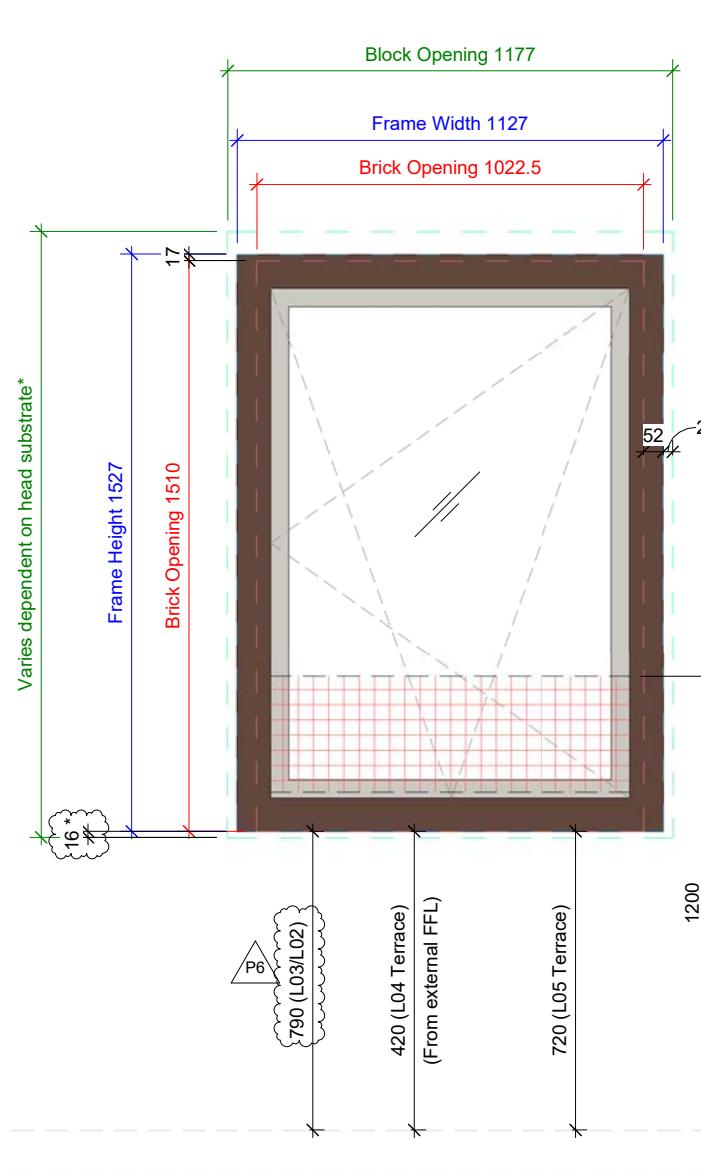 Block Opening 1177
Frame Width 1127
Brick Opening 1022.5
17
Varies dependent on head substrate*
Frame Height 1527
Brick Opening 1510
52
2
16 *
P6
790 (L03/L02)
420 (L04 Terrace)
(From external FFL)
720 (L05 Terrace)
1200